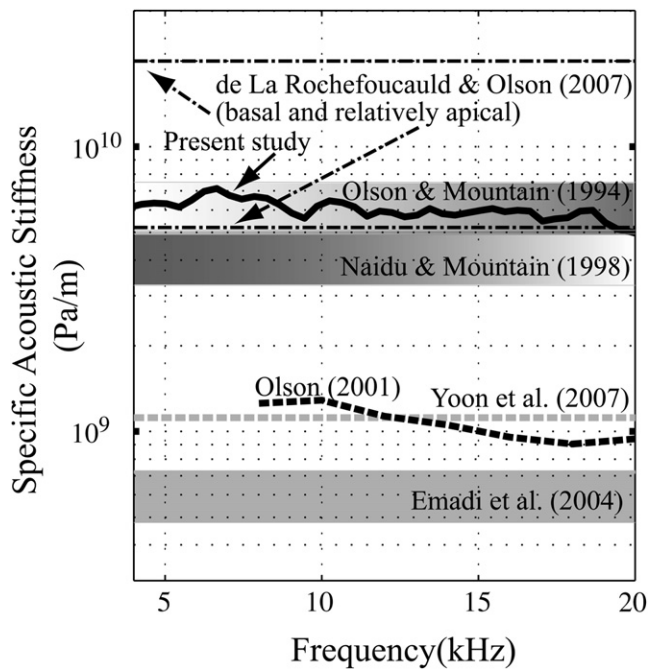 de La Rochefoucauld & Olson (2007)
(basal and relatively apical)
10^10
Present study
Olson & Mountain (1994)
Naidu & Mountain (1998)
Specific Acoustic Stiffness
(Pa/m)
Olson (2001)
Yoon et al. (2007)
10^9
Emadi et al. (2004)
5 10 15 20
Frequency(kHz)